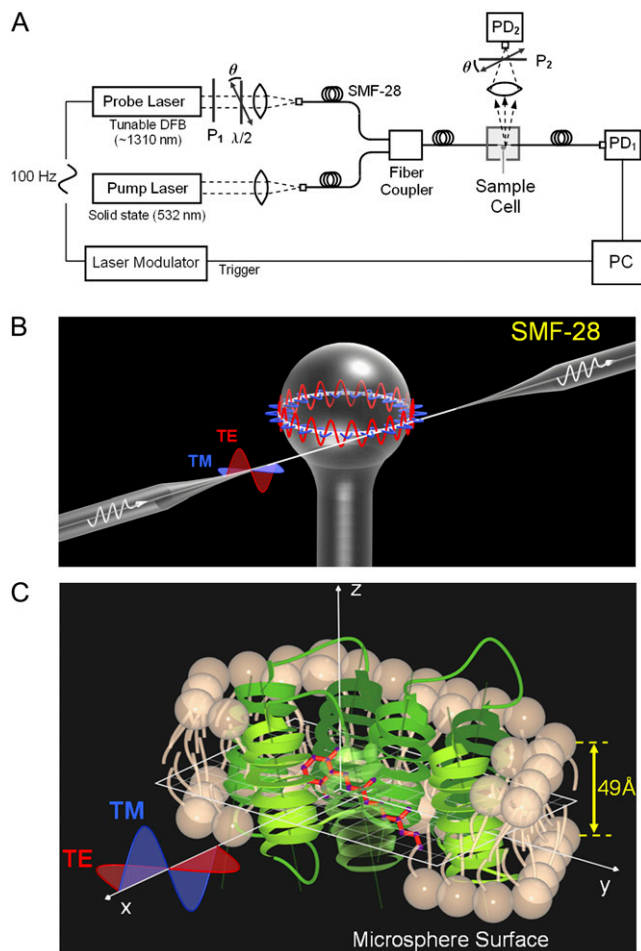 A
PD2
θ
P2
θ
Probe Laser
Tunable DFB
(~1310 nm)
P1
λ/2
SMF-28
PD1
100 Hz
Fiber
Coupler
Sample
Cell
Pump Laser
Solid state (532 nm)
Laser Modulator
Trigger
PC
B
SMF-28
TE
TM
C
z
49Å
TM
TE
x
y
Microsphere Surface